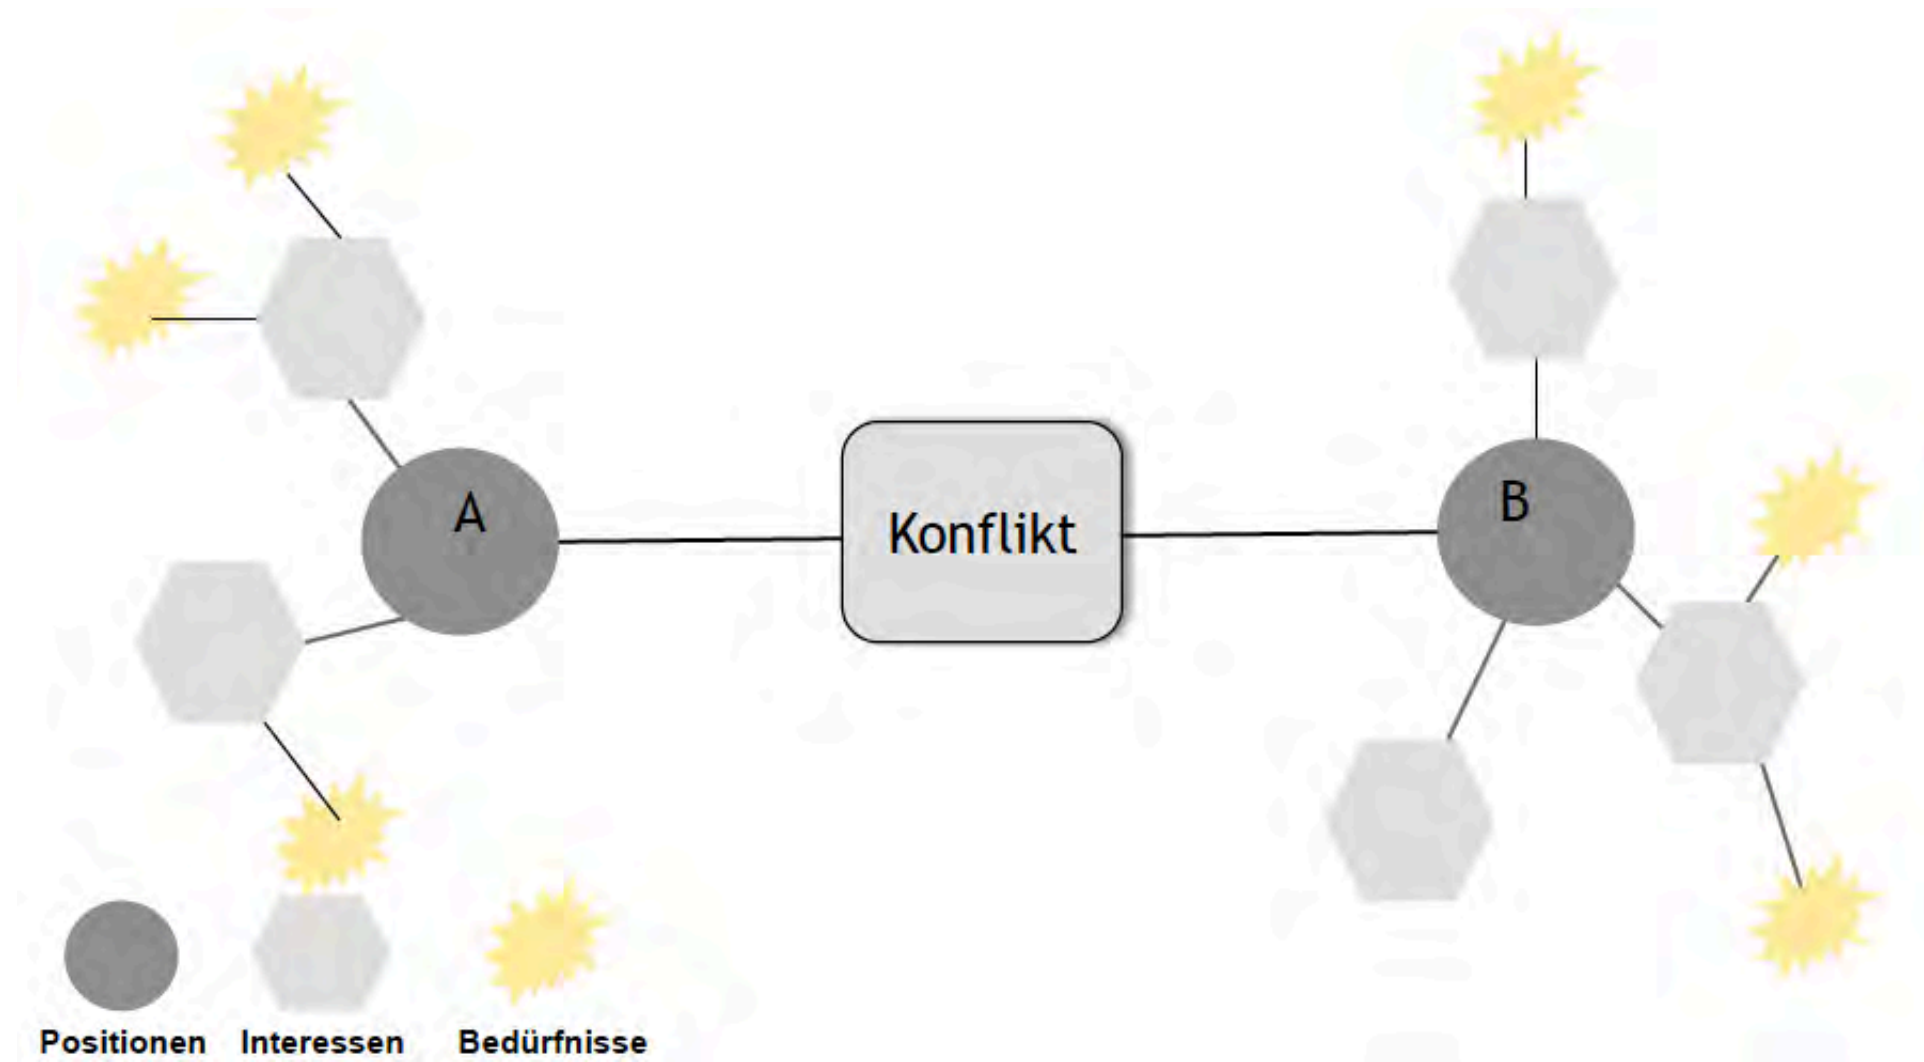 A
Konflikt
B
Positionen Interessen Bedürfnisse